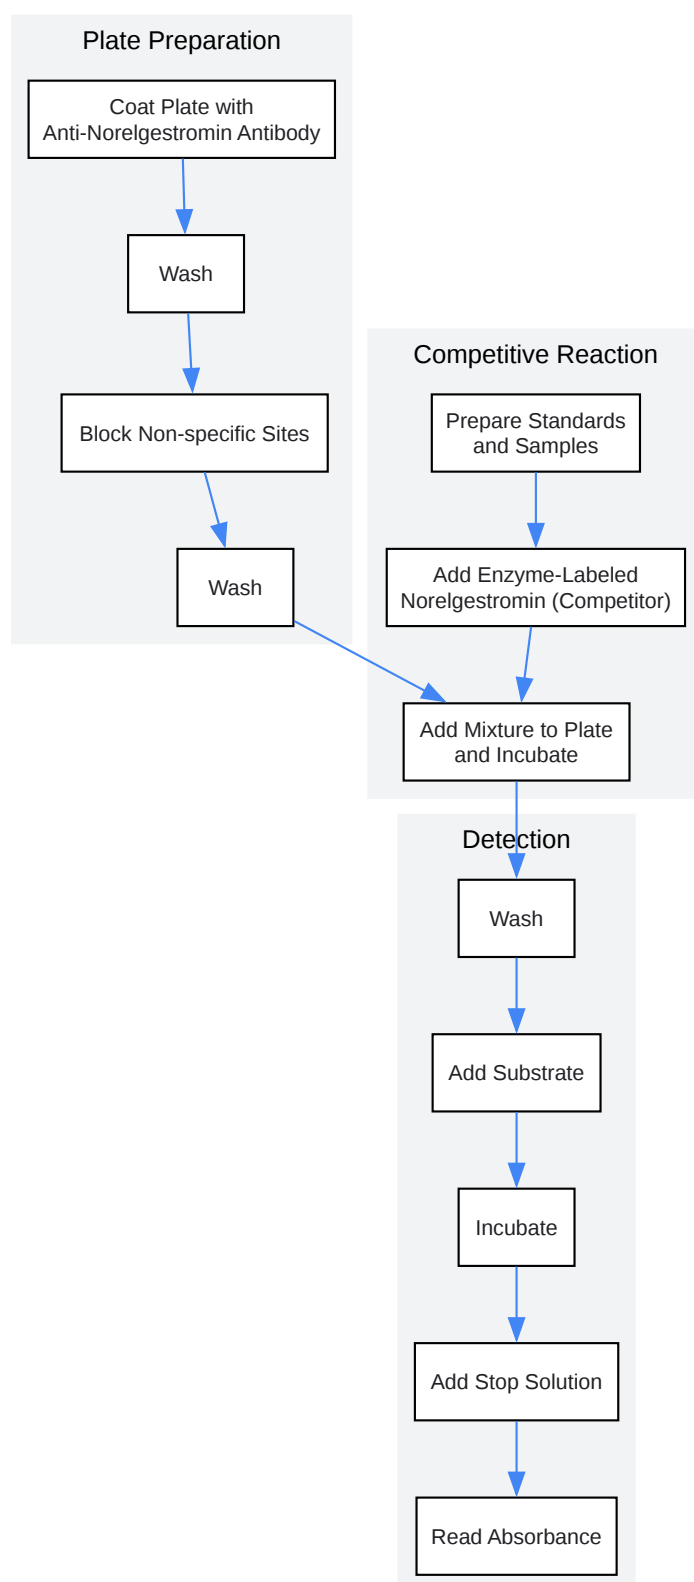 Plate Preparation
Coat Plate with
Anti-Norelgestromin Antibody
Wash
Block Non-specific Sites
Wash
Competitive Reaction
Prepare Standards
and Samples
Add Enzyme-Labeled
Norelgestromin (Competitor)
Add Mixture to Plate
and Incubate
Detection
Wash
Add Substrate
Incubate
Add Stop Solution
Read Absorbance